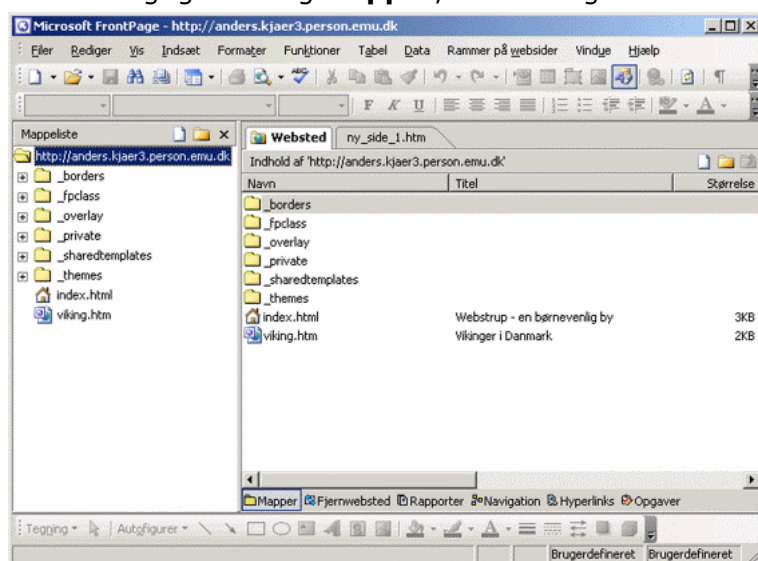 Microsoft FrontPage - http://anders.kjaer3.person.emu.dk
Filer Rediger Vis Indsæt Formater Funktioner Tabel Data Rammer på websider Vindue Hjælp
F K U
Mappeliste
http://anders.kjaer3.person.emu.dk
_borders
_fpclass
_overlay
_private
_sharedtemplates
_themes
index.html
viking.htm
Websted ny_side_1.htm
Indhold af 'http://anders.kjaer3.person.emu.dk'
Navn Titel Størrelse
_borders
_fpclass
_overlay
_private
_sharedtemplates
_themes
index.html Webstrup - en børnevenlig by 3KB
viking.htm Vikinger i Danmark 2KB
Mapper Fjernwebsted Rapporter Navigation Hyperlinks Opgaver
Tegning Autofigurer
Brugerdefineret Brugerdefineret